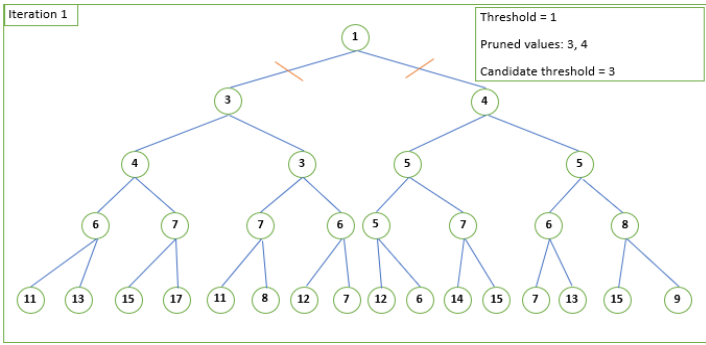 Iteration 1
Threshold = 1
Pruned values: 3, 4
Candidate threshold = 3
1
3 4
4 3 5 5
6 7 7 6 5 7 6 8
11 13 15 17 11 8 12 7 12 6 14 15 7 13 15 9